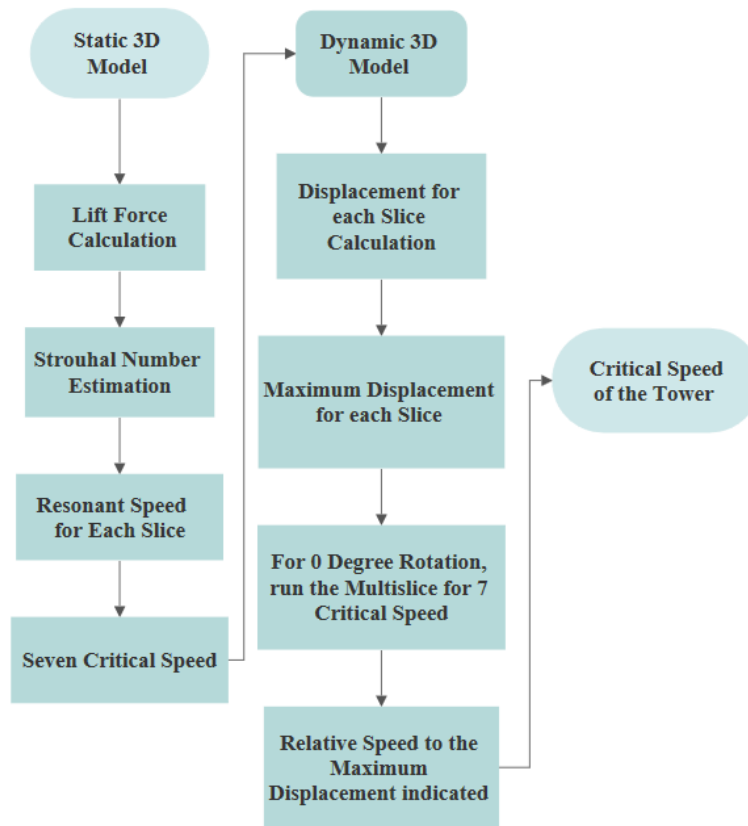 Static 3D
Model
Lift Force
Calculation
Strouhal Number
Estimation
Resonant Speed
for Each Slice
Seven Critical Speed
Dynamic 3D
Model
Displacement for
each Slice
Calculation
Maximum Displacement
for each Slice
For 0 Degree Rotation,
run the Multislice for 7
Critical Speed
Relative Speed to the
Maximum
Displacement indicated
Critical Speed
of the Tower